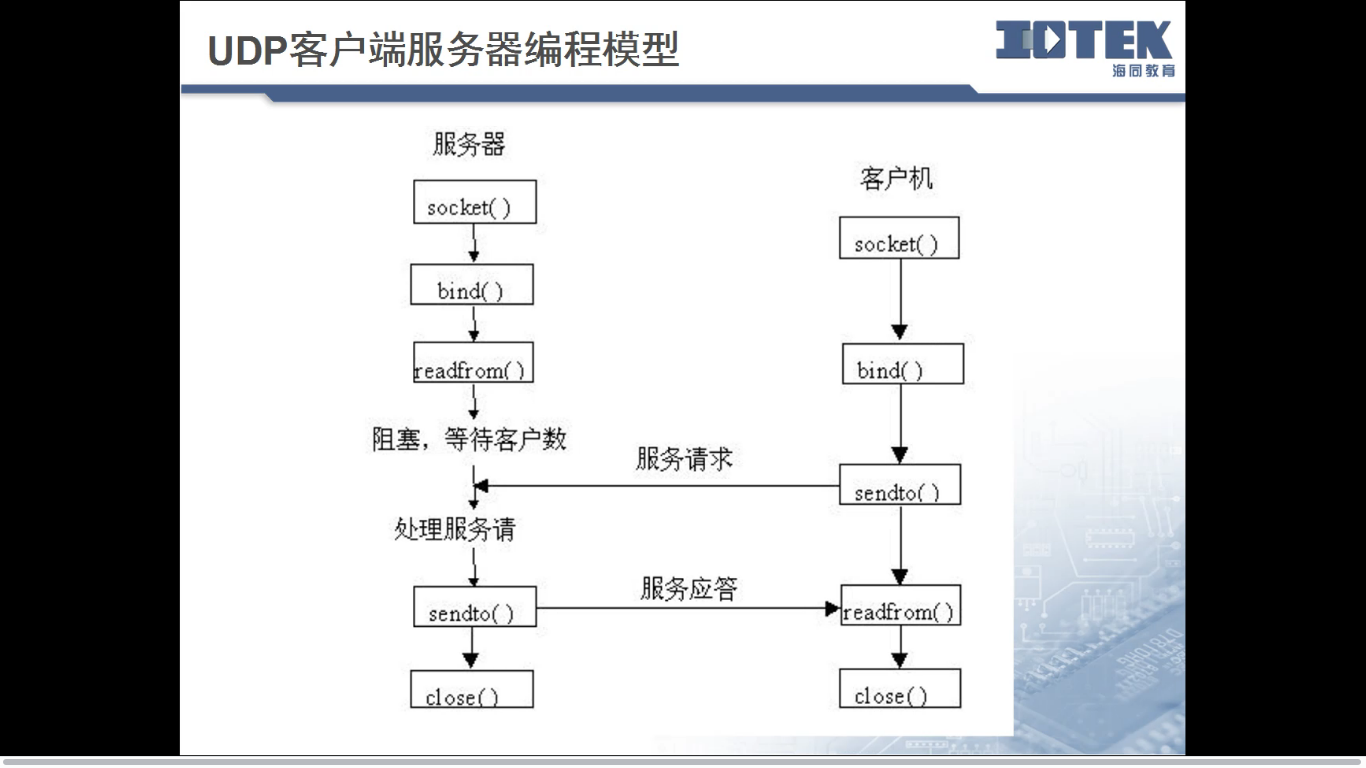 UDP客户端服务器编程模型
IOTEK
海同教育
服务器
socket( )
bind( )
readfrom( )
阻塞，等待客户数
处理服务请
sendto( )
close( )
服务请求
服务应答
客户机
socket( )
bind( )
sendto( )
readfrom( )
close( )